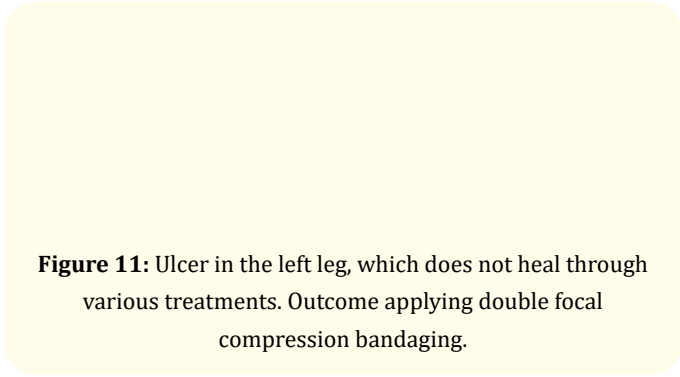 Figure 11: Ulcer in the left leg, which does not heal through
various treatments. Outcome applying double focal
compression bandaging.